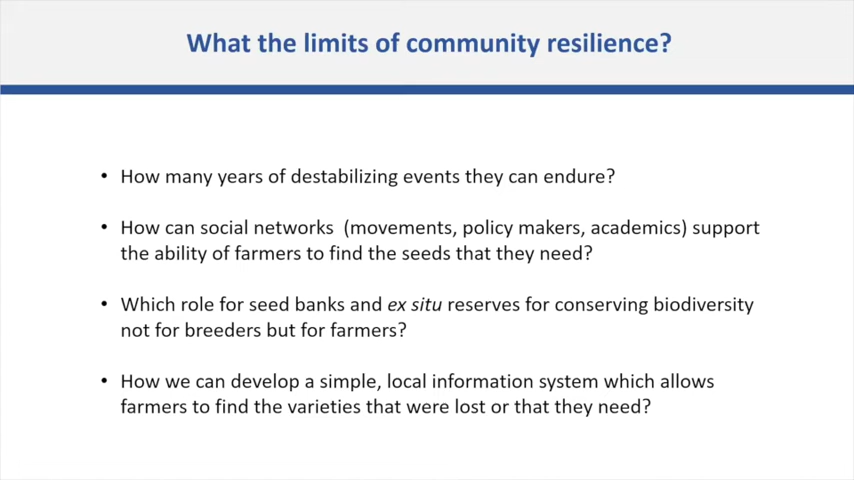 What the limits of community resilience?
• How many years of destabilizing events they can endure?
• How can social networks  (movements, policy makers, academics) support
the ability of farmers to find the seeds that they need?
• Which role for seed banks and ex situ reserves for conserving biodiversity
not for breeders but for farmers?
• How we can develop a simple, local information system which allows
farmers to find the varieties that were lost or that they need?